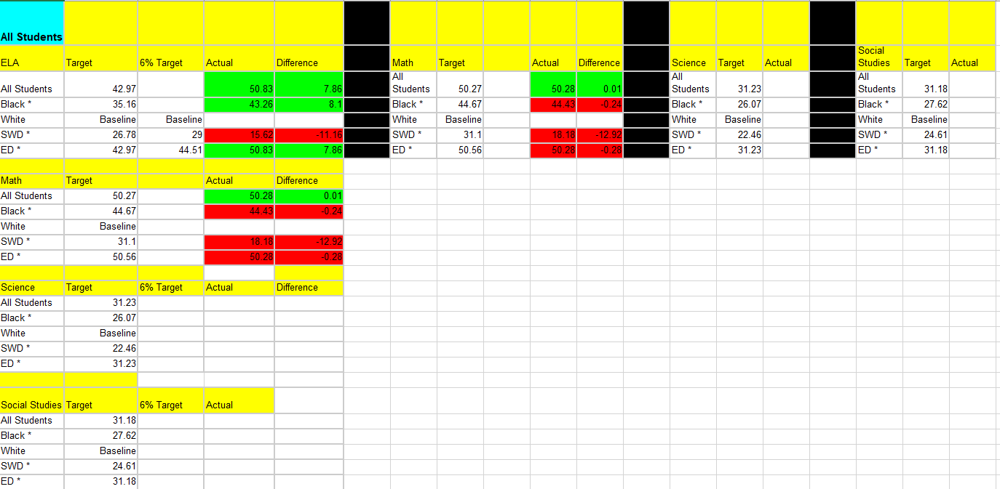 All Students
ELA Target 6% Target Actual Difference Math Target Actual Difference Science Target Actual Social Studies Target Actual
All Students 42.97 50.83 7.86 All Students 50.27 50.28 0.01 All Students 31.23 All Students 31.18
Black * 35.16 43.26 8.1 Black * 44.67 44.43 -0.24 Black * 26.07 Black * 27.62
White Baseline Baseline White Baseline White Baseline White Baseline
SWD * 26.78 29 15.62 -11.16 SWD * 31.1 18.18 -12.92 SWD * 22.46 SWD * 24.61
ED * 42.97 44.51 50.83 7.86 ED * 50.56 50.28 -0.28 ED * 31.23 ED * 31.18
Math Target Actual Difference
All Students 50.27 50.28 0.01
Black * 44.67 44.43 -0.24
White Baseline
SWD * 31.1 18.18 -12.92
ED * 50.56 50.28 -0.28
Science Target 6% Target Actual Difference
All Students 31.23
Black * 26.07
White Baseline
SWD * 22.46
ED * 31.23
Social Studies Target 6% Target Actual
All Students 31.18
Black * 27.62
White Baseline
SWD * 24.61
ED * 31.18